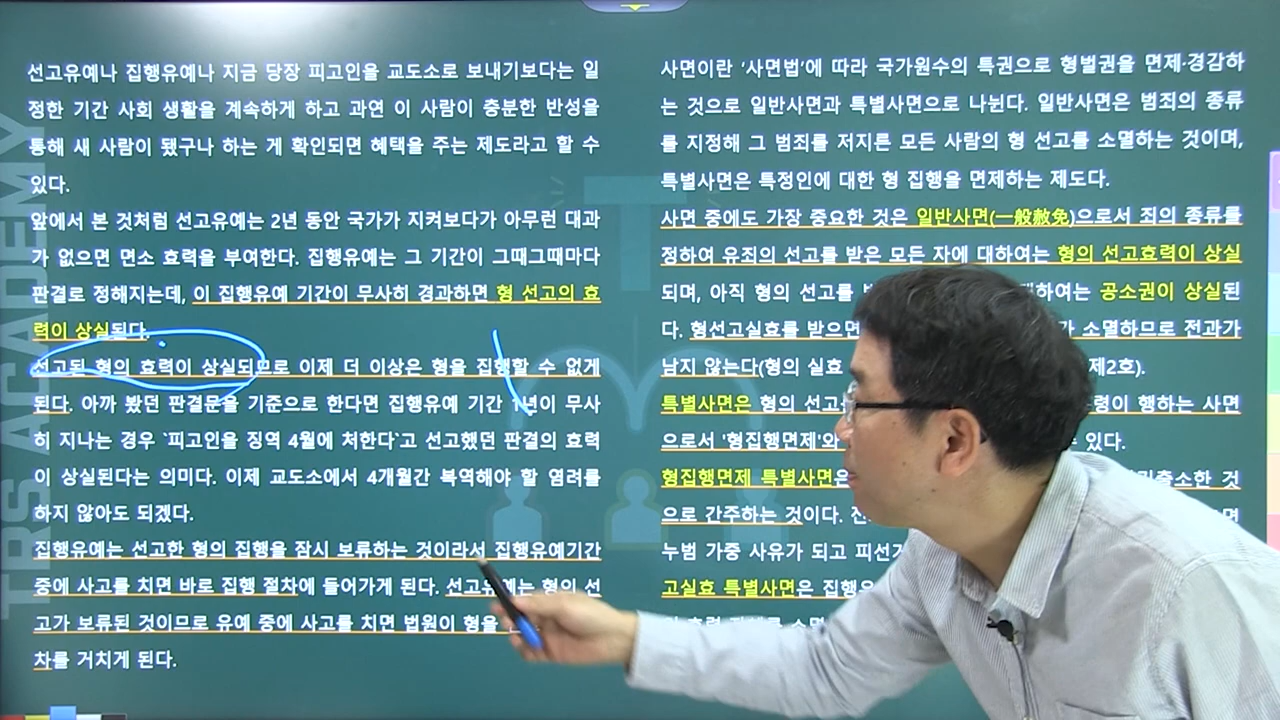 선고유예나 집행유예나 지금 당장 피고인을 교도소로 보내기보다는 일
정한 기간 사회 생활을 계속하게 하고 과연 이 사람이 충분한 반성을
통해 새 사람이 됐구나 하는 게 확인되면 혜택을 주는 제도라고 할 수
있다.
앞에서 본 것처럼 선고유예는 2년 동안 국가가 지켜보다가 아무런 대과
가 없으면 면소 효력을 부여한다. 집행유예는 그 기간이 그때그때마다
판결로 정해지는데, 이 집행유예 기간이 무사히 경과하면 형 선고의 효
력이 상실된다.
선고된 형의 효력이 상실되므로 이제 더 이상은 형을 집행할 수 없게
된다. 아까 봤던 판결문을 기준으로 한다면 집행유예 기간 1년이 무사
히 지나는 경우 `피고인을 징역 4월에 처한다`고 선고했던 판결의 효력
이 상실된다는 의미다. 이제 교도소에서 4개월간 복역해야 할 염려를
하지 않아도 되겠다.
집행유예는 선고한 형의 집행을 잠시 보류하는 것이라서 집행유예기간
중에 사고를 치면 바로 집행 절차에 들어가게 된다. 선고유예는 형의 선
고가 보류된 것이므로 유예 중에 사고를 치면 법원이 형을
차를 거치게 된다.
사면이란 '사면법'에 따라 국가원수의 특권으로 형벌권을 면제·경감하
는 것으로 일반사면과 특별사면으로 나뉜다. 일반사면은 범죄의 종류
를 지정해 그 범죄를 저지른 모든 사람의 형 선고를 소멸하는 것이며,
특별사면은 특정인에 대한 형 집행을 면제하는 제도다.
사면 중에도 가장 중요한 것은 일반사면(一般赦免)으로서 죄의 종류를
정하여 유죄의 선고를 받은 모든 자에 대하여는 형의 선고효력이 상실
되며, 아직 형의 선고를 대하여는 공소권이 상실된
다. 형선고실효를 받으면 가 소멸하므로 전과가
남지 않는다(형의 실효 제2호).
특별사면은 형의 선고 행하는 사면
으로서 '형집행면제'와 있다.
형집행면제 특별사면은 출소한 것
으로 간주하는 것이다.
누범 가중 사유가 되고
고실효 특별사면은 집행유
TBS ACADEMY